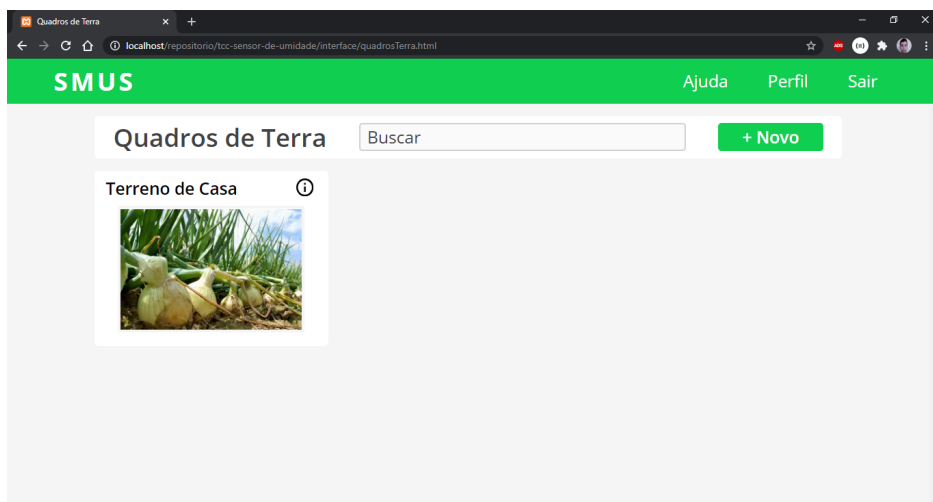 Quadros de Terra
localhost/repositorio/tcc-sensor-de-umidade/interface/quadrosTerra.html
SMUS Ajuda Perfil Sair
Quadros de Terra Buscar + Novo
Terreno de Casa